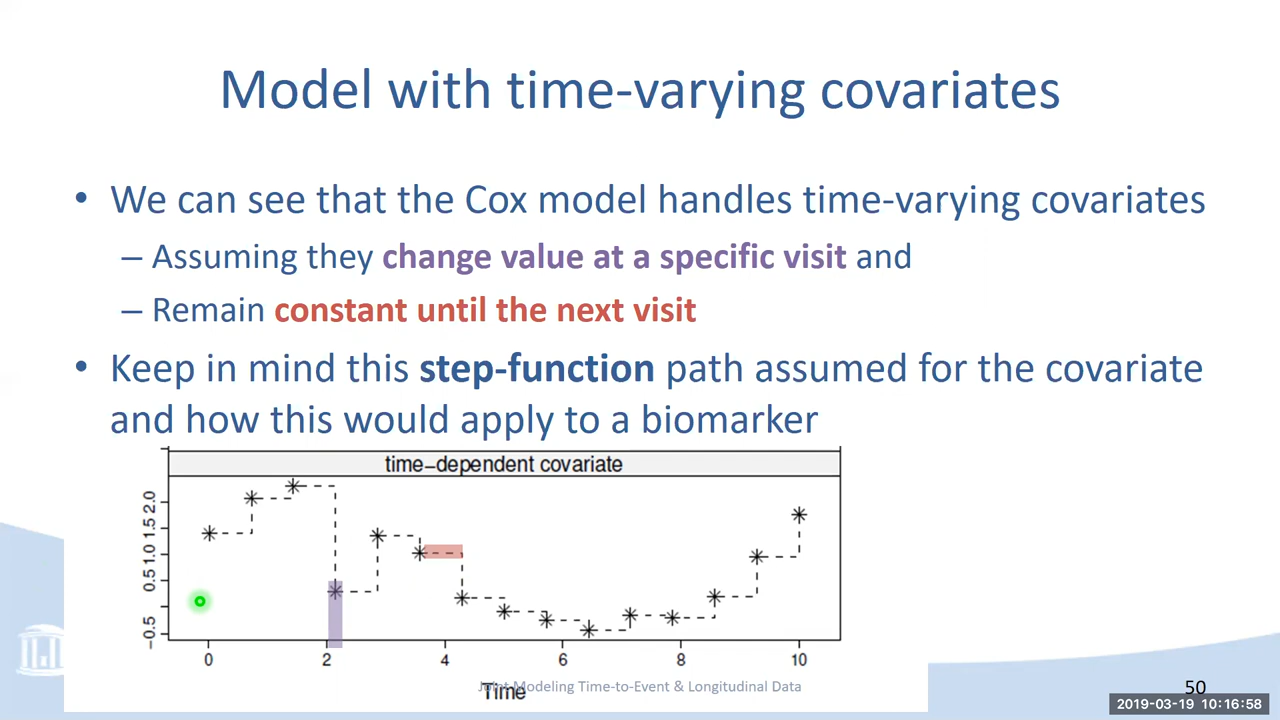 Model with time-varying covariates
• We can see that the Cox model handles time-varying covariates
– Assuming they change value at a specific visit and
– Remain constant until the next visit
• Keep in mind this step-function path assumed for the covariate
and how this would apply to a biomarker
time−dependent covariate
−0.5 0.5 1.0 1.5 2.0
0 2 4 6 8 10
Time
Joint Modeling Time-to-Event & Longitudinal Data
50
2019-03-19 10:16:58